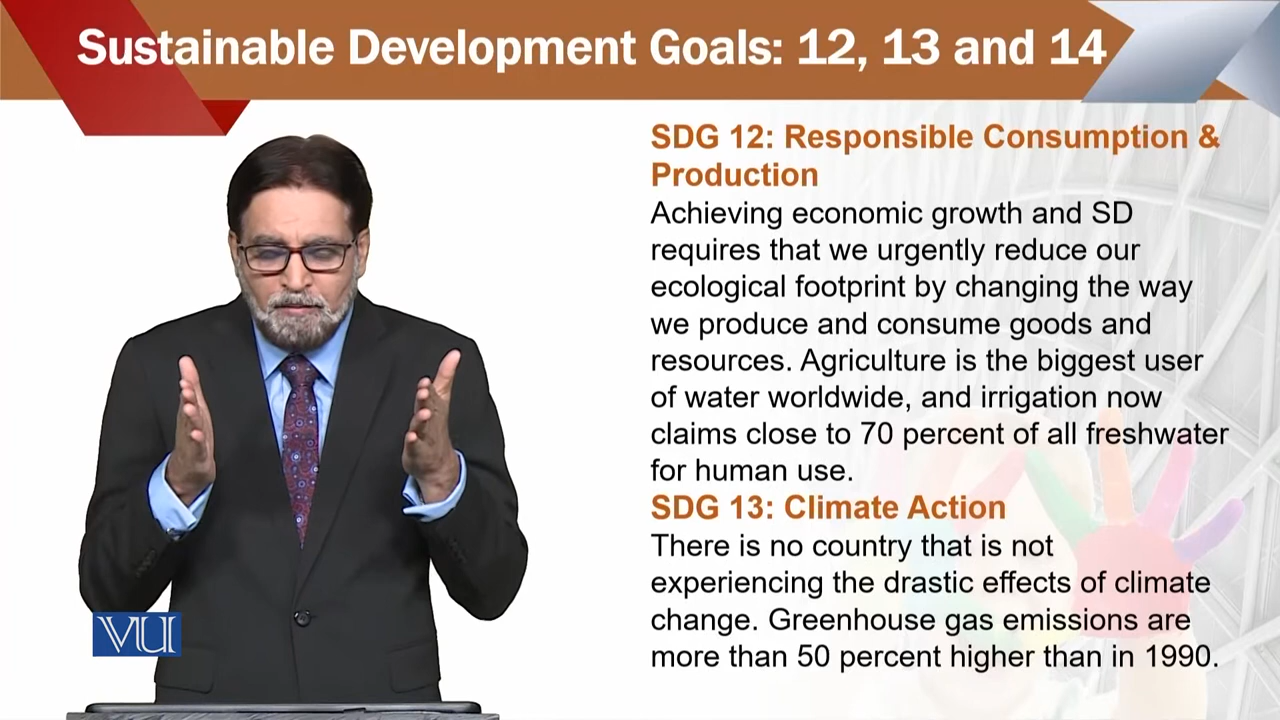 Sustainable Development Goals: 12, 13 and 14
SDG 12: Responsible Consumption &
Production
Achieving economic growth and SD
requires that we urgently reduce our
ecological footprint by changing the way
we produce and consume goods and
resources. Agriculture is the biggest user
of water worldwide, and irrigation now
claims close to 70 percent of all freshwater
for human use.
SDG 13: Climate Action
There is no country that is not
experiencing the drastic effects of climate
change. Greenhouse gas emissions are
more than 50 percent higher than in 1990.
VU